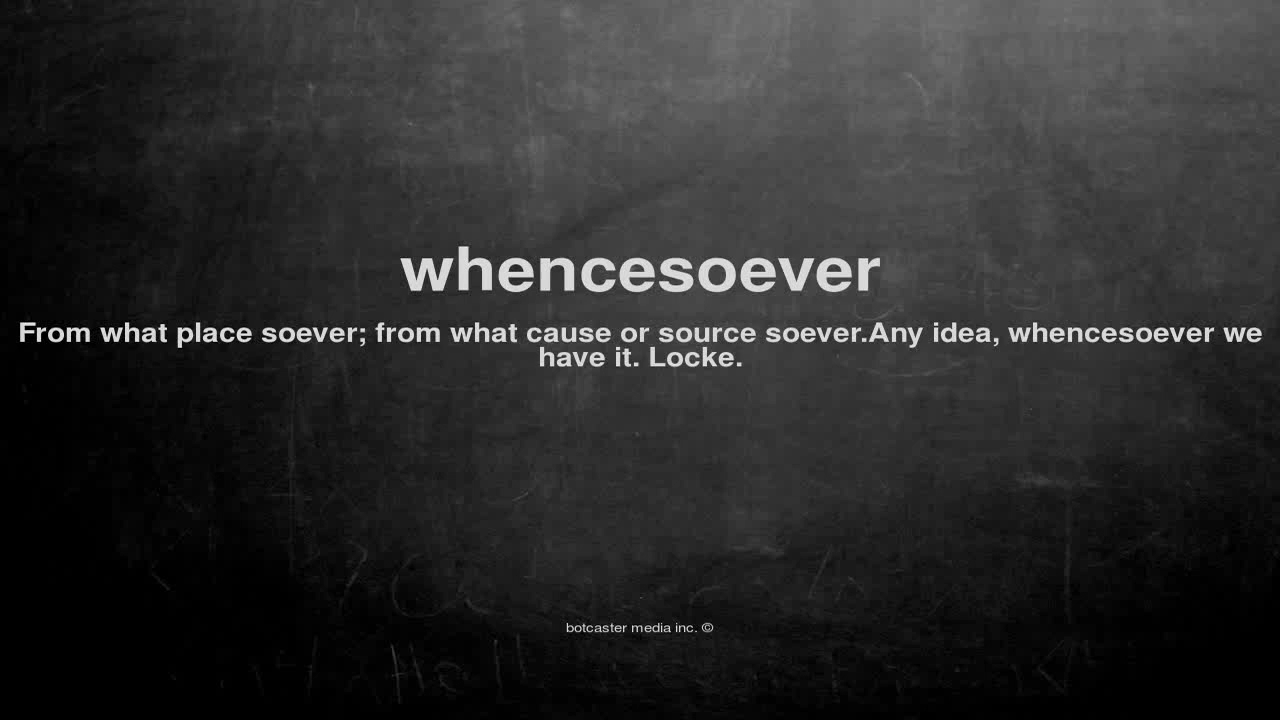 whencesoever
From what place soever; from what cause or source soever.Any idea, whencesoever we
have it. Locke.
botcaster media inc. ©